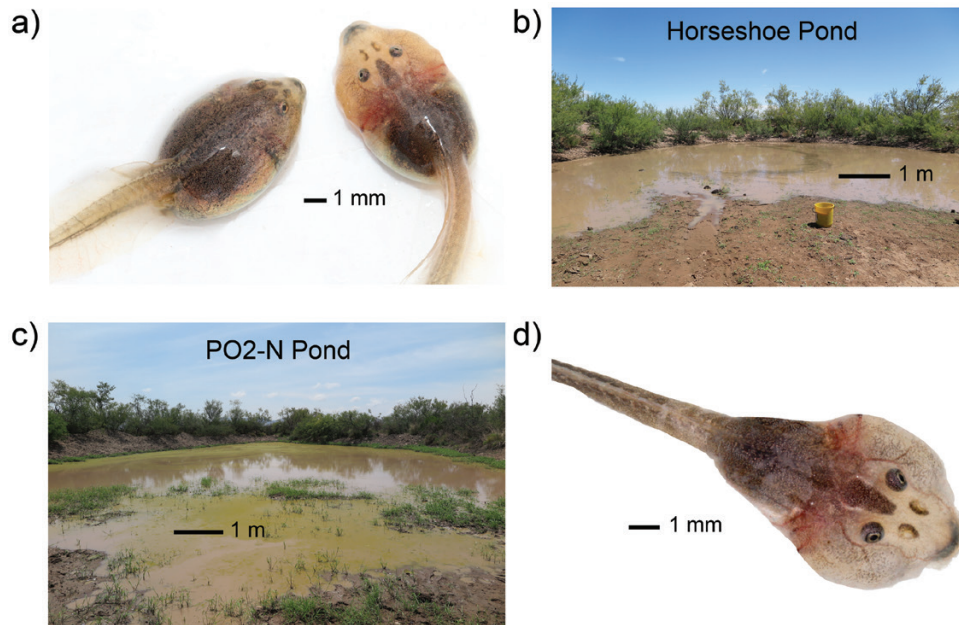 a)
1 mm
b)
Horseshoe Pond
1 m
c)
PO2-N Pond
1 m
d)
1 mm